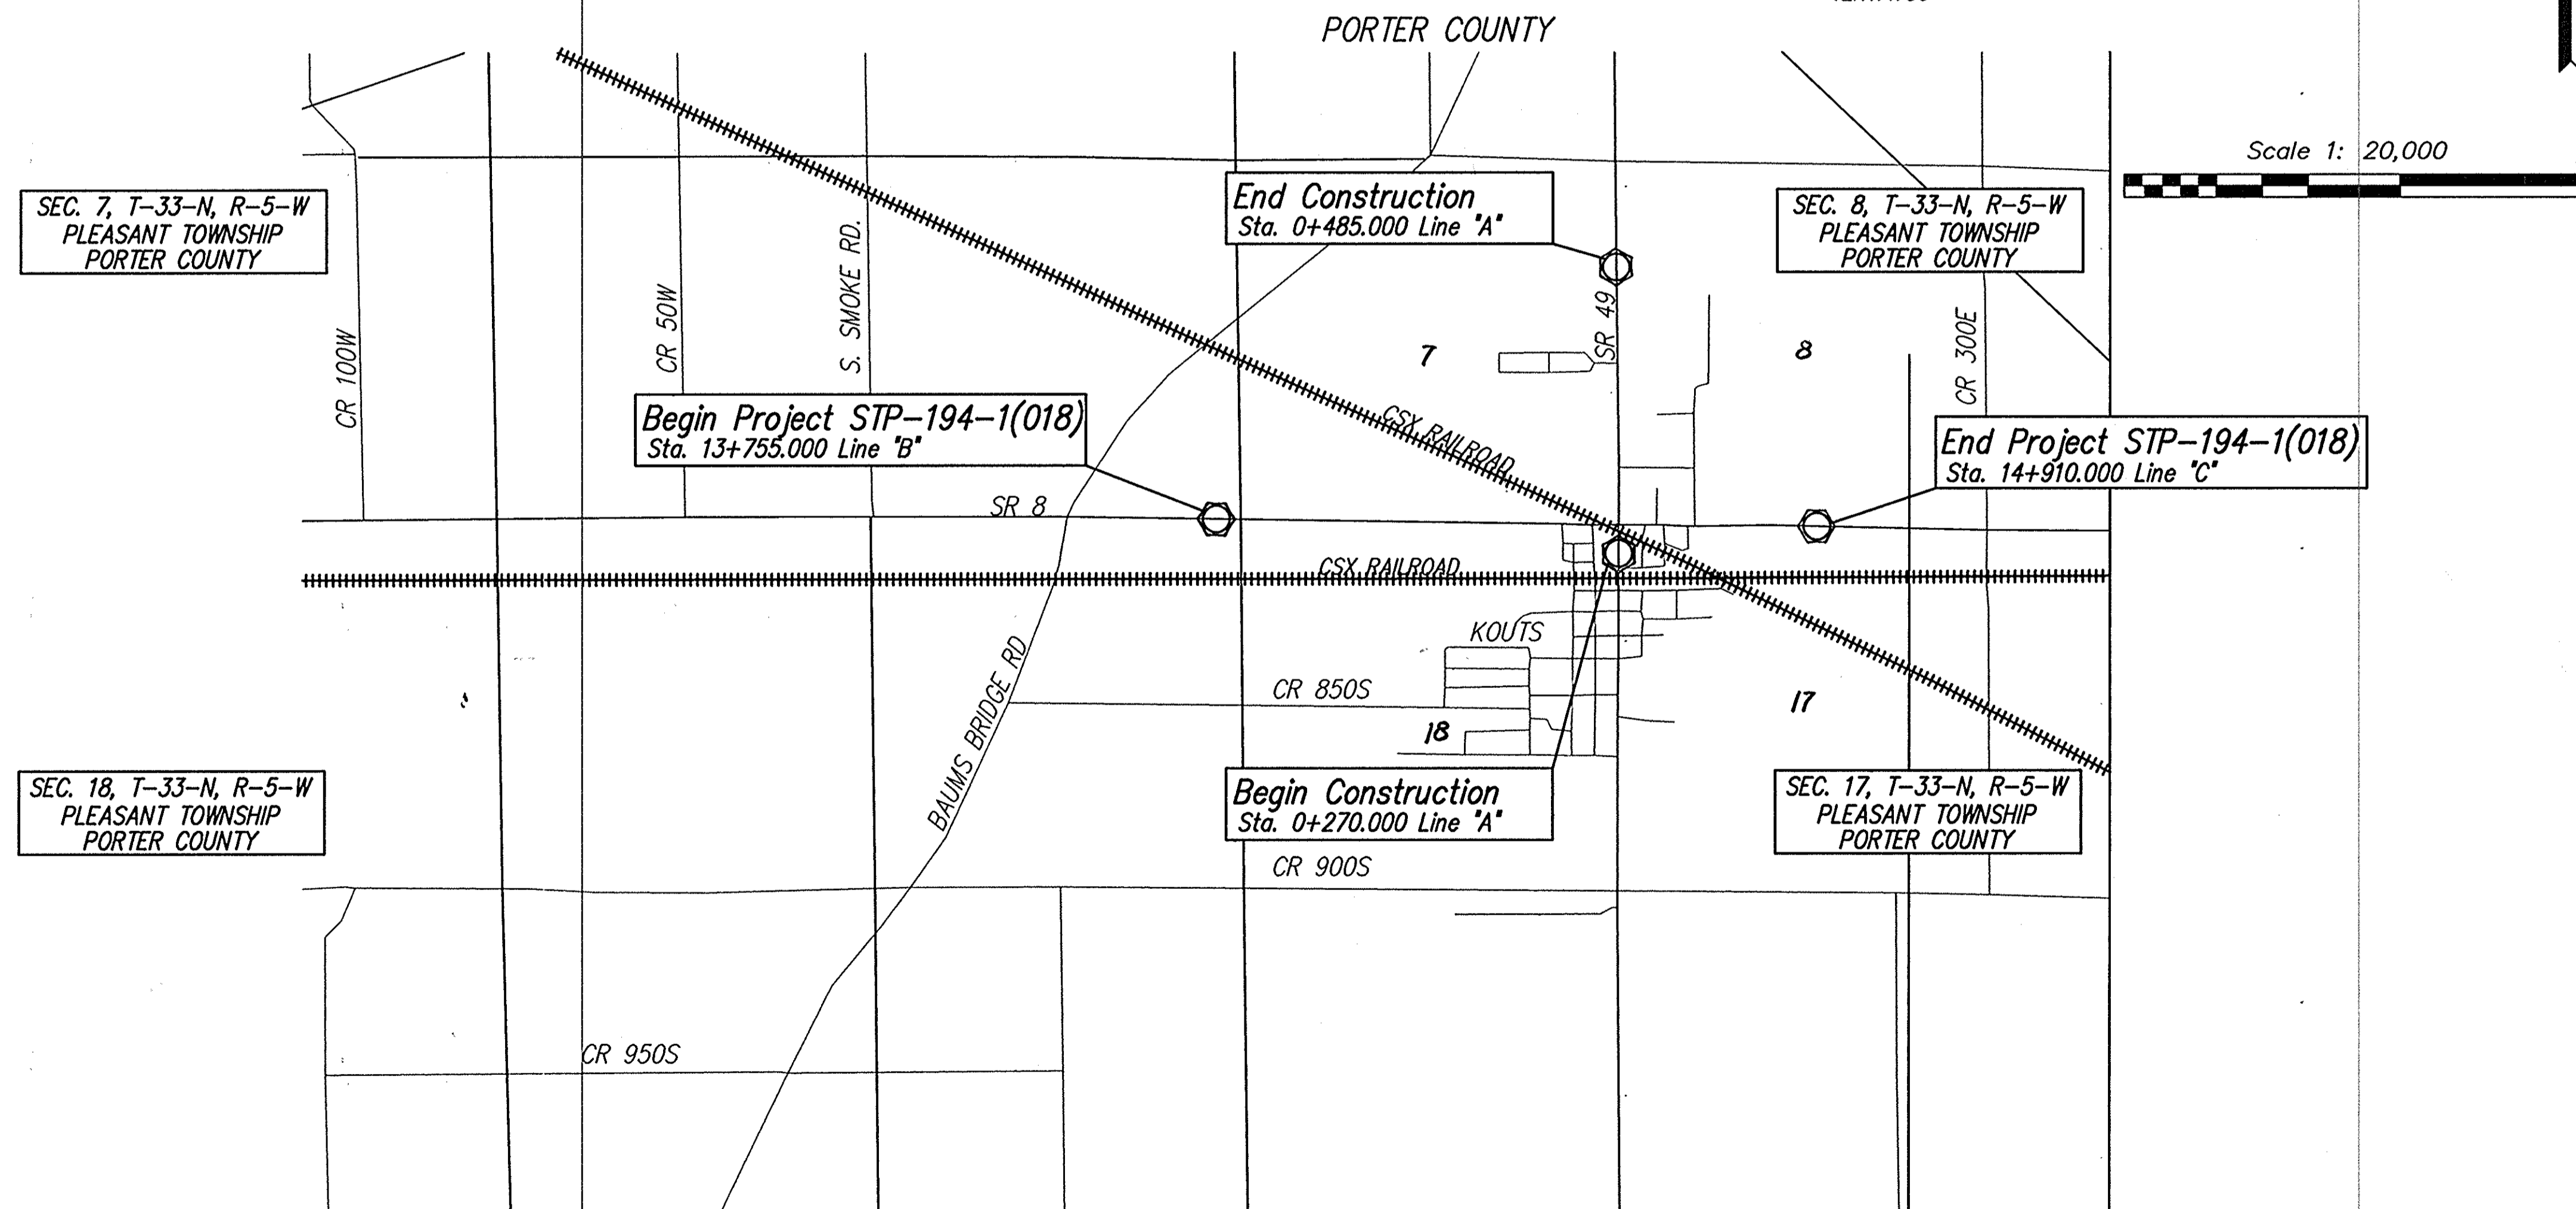 PORTER COUNTY
Scale 1: 20,000
SEC. 7, T-33-N, R-5-W
PLEASANT TOWNSHIP
PORTER COUNTY
End Construction
Sta. 0+485.000 Line "A"
SEC. 8, T-33-N, R-5-W
PLEASANT TOWNSHIP
PORTER COUNTY
CR 100W
CR 50W
S. SMOKE RD.
SR 49
CR 300E
7
8
Begin Project STP-194-1(018)
Sta. 13+755.000 Line "B"
CSX RAILROAD
End Project STP-194-1(018)
Sta. 14+910.000 Line "C"
SR 8
CSX RAILROAD
KOUTS
BAUMS BRIDGE RD
CR 850S
18
17
SEC. 18, T-33-N, R-5-W
PLEASANT TOWNSHIP
PORTER COUNTY
Begin Construction
Sta. 0+270.000 Line "A"
SEC. 17, T-33-N, R-5-W
PLEASANT TOWNSHIP
PORTER COUNTY
CR 900S
CR 950S